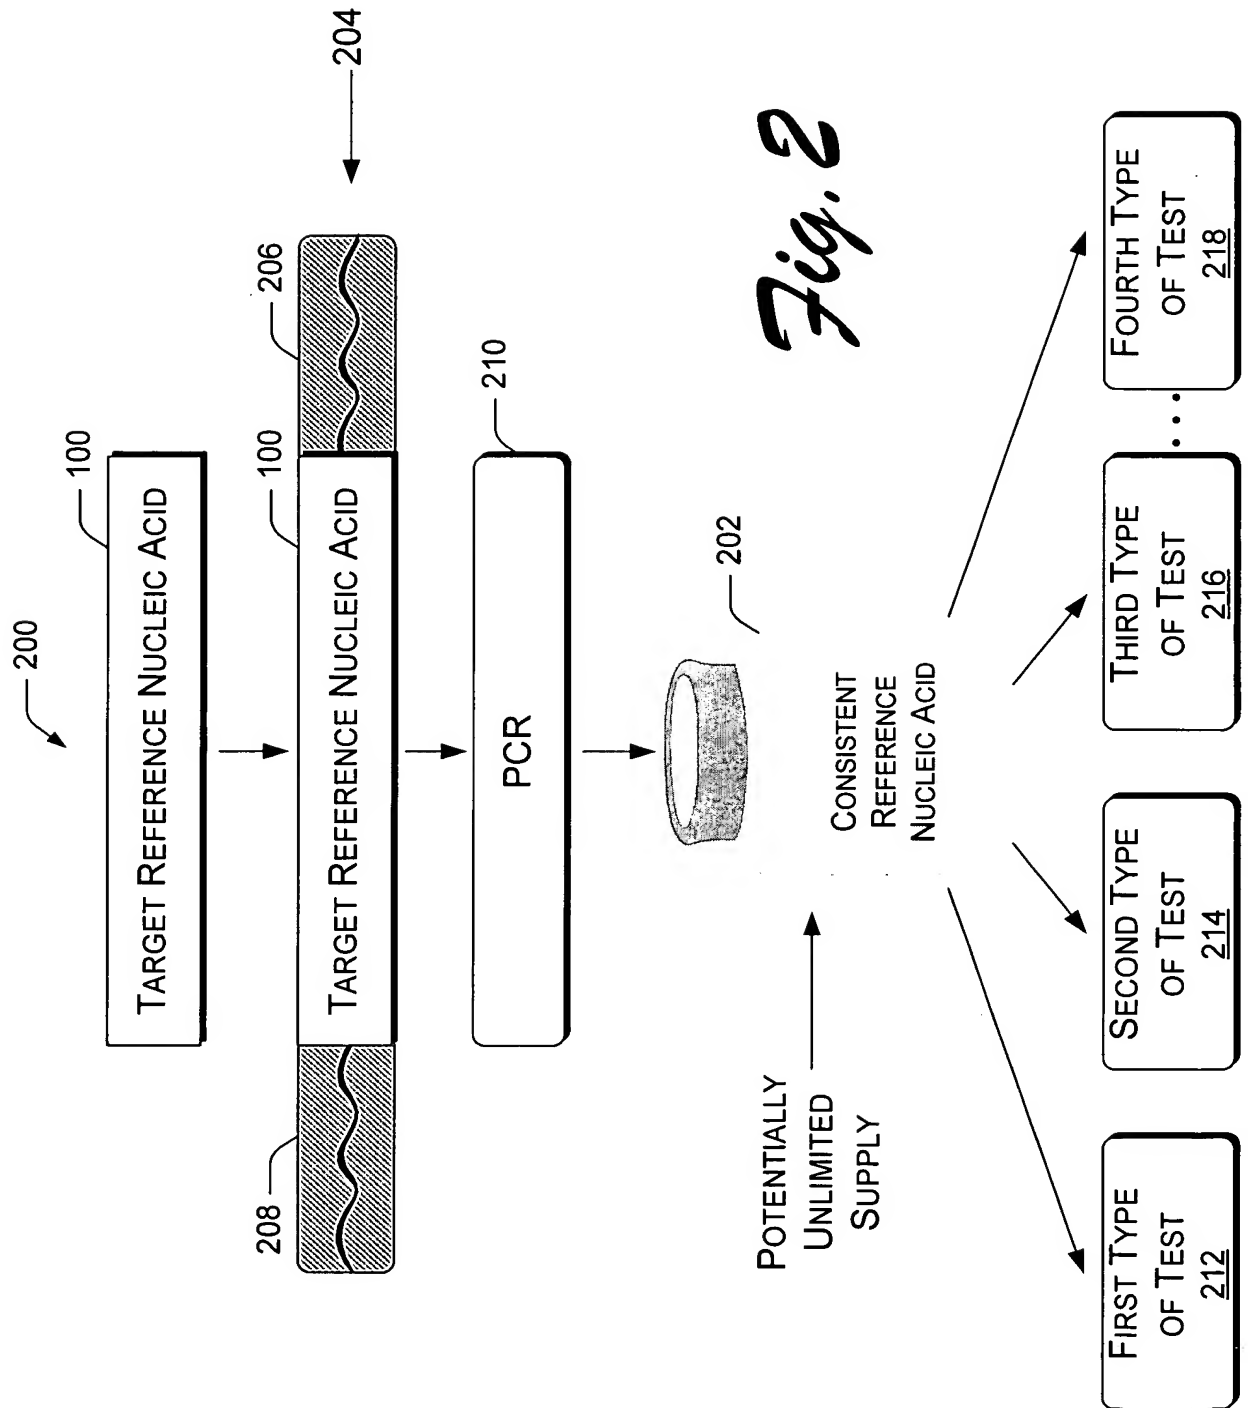 200
100
TARGET REFERENCE NUCLEIC ACID
204
208
100
206
TARGET REFERENCE NUCLEIC ACID
210
PCR
202
POTENTIALLY
UNLIMITED
SUPPLY
CONSISTENT
REFERENCE
NUCLEIC ACID
Fig. 2
FIRST TYPE
OF TEST
212
SECOND TYPE
OF TEST
214
THIRD TYPE
OF TEST
216
• • •
FOURTH TYPE
OF TEST
218